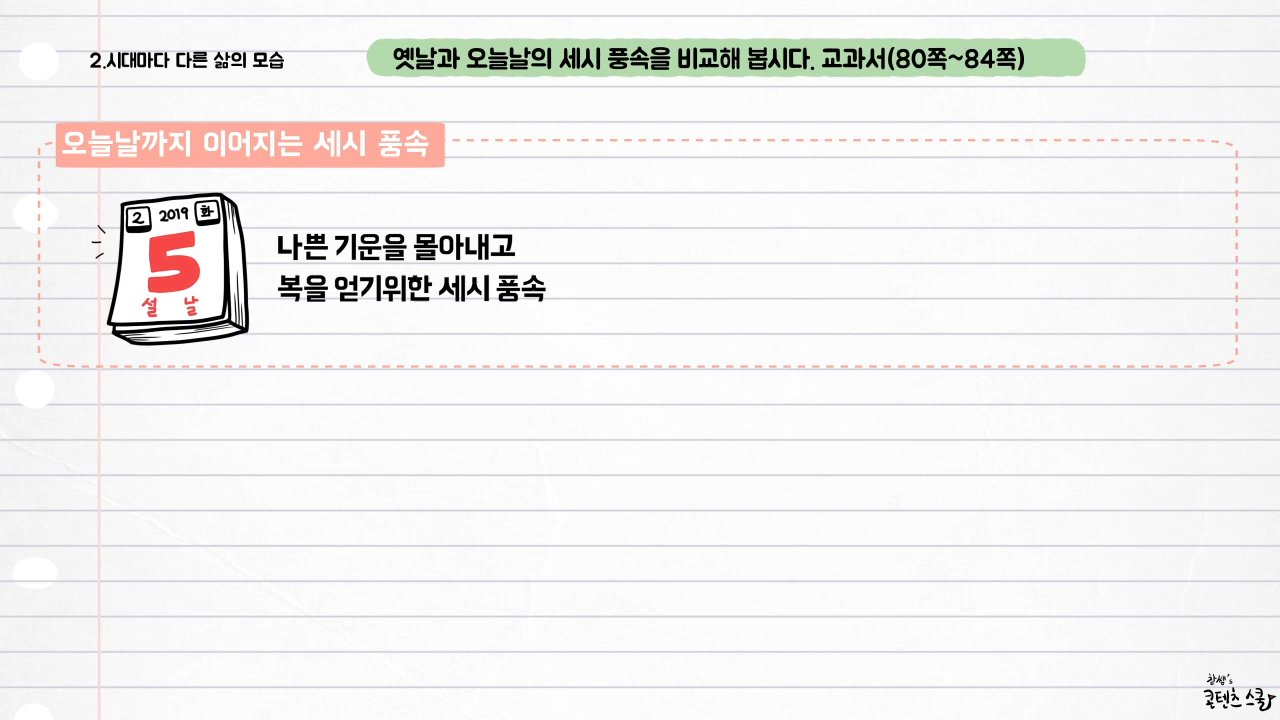 2.시대마다 다른 삶의 모습
옛날과 오늘날의 세시 풍속을 비교해 봅시다. 교과서(80쪽~84쪽)
오늘날까지 이어지는 세시 풍속
2 2019 화
5
설 날
나쁜 기운을 몰아내고
복을 얻기위한 세시 풍속
참쌤's
콘텐츠 스쿨